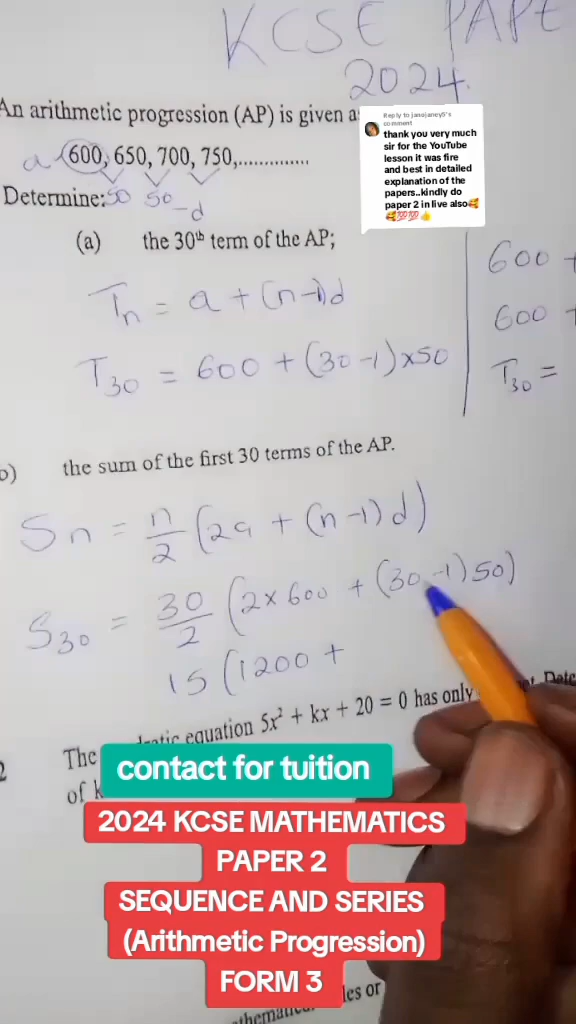 KCSE PAPE
2024
An arithmetic progression (AP) is given a
Reply to janojaney5's
comment
thank you very much
sir for the YouTube
lesson it was fire
and best in detailed
explanation of the
papers..kindly do
paper 2 in live also🥰
🥰💯💯👍
a 600, 650, 700, 750,..............
Determine: 50 50 - d
(a) the 30th term of the AP;
Tn = a + (n-1)d
T30 = 600 + (30-1)x50
600 +
600 +
T30 =
b) the sum of the first 30 terms of the AP.
Sn = n/2 (2a + (n-1)d)
S30 = 30/2 (2x600 + (30-1)50)
15 (1200 +
2 The equation 5x² + kx + 20 = 0 has only
of k
contact for tuition
2024 KCSE MATHEMATICS
PAPER 2
SEQUENCE AND SERIES
(Arithmetic Progression)
FORM 3
les or